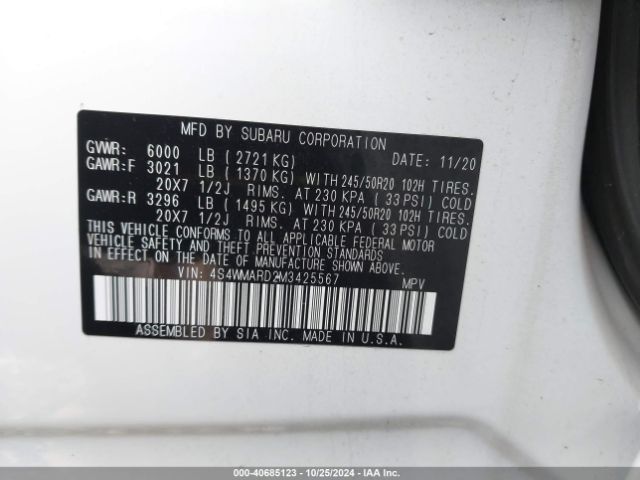 MFD BY SUBARU CORPORATION
GVWR: 6000 LB ( 2721 KG) DATE: 11/20
GAWR:F 3021 LB ( 1370 KG) WITH 245/50R20 102H TIRES.
20X7 1/2J RIMS. AT 230 KPA ( 33 PSI) COLD
GAWR:R 3296 LB ( 1495 KG) WITH 245/50R20 102H TIRES.
20X7 1/2J RIMS. AT 230 KPA ( 33 PSI) COLD
THIS VEHICLE CONFORMS TO ALL APPLICABLE FEDERAL MOTOR
VEHICLE SAFETY AND THEFT PREVENTION STANDARDS
IN EFFECT ON DATE OF MANUFACTURE SHOWN ABOVE.
VIN: 4S4WMARD2M3425567 MPV
ASSEMBLED BY SIA INC. MADE IN U.S.A.
000-40685123 - 10/25/2024 - IAA Inc.